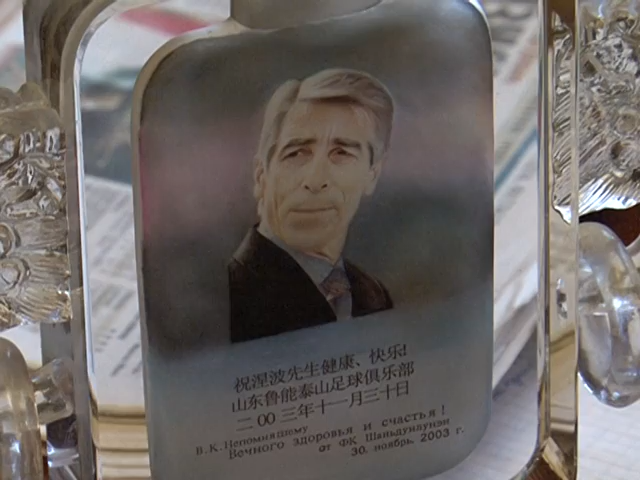 祝涅波先生健康、快乐!
山东鲁能泰山足球俱乐部
二00三年十一月三十日
В.К.Непомнящему
Вечного здоровья и счастья!
от ФК Шаньдунлунэн
30. ноябрь. 2003 г.